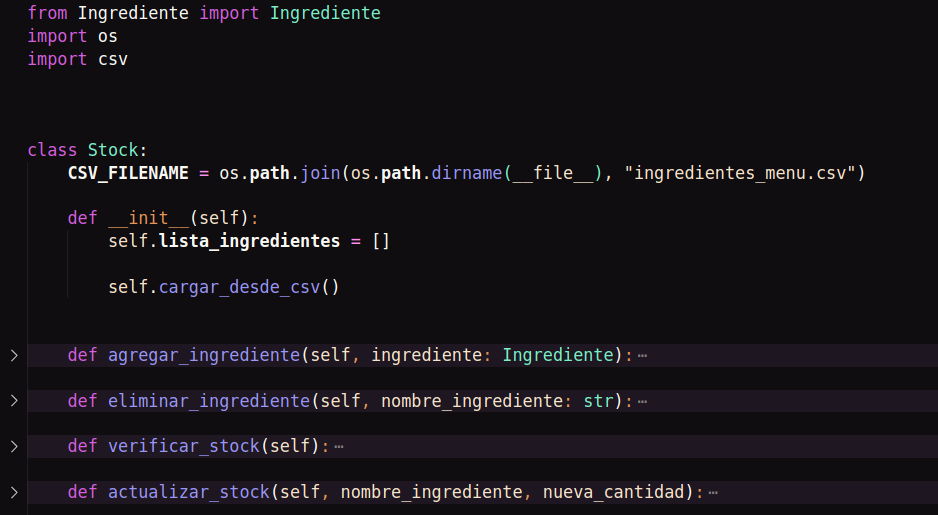 from Ingrediente import Ingrediente
import os
import csv
class Stock:
CSV_FILENAME = os.path.join(os.path.dirname(__file__), "ingredientes_menu.csv")
def __init__(self):
self.lista_ingredientes = []
self.cargar_desde_csv()
def agregar_ingrediente(self, ingrediente: Ingrediente):⋯
def eliminar_ingrediente(self, nombre_ingrediente: str):⋯
def verificar_stock(self):⋯
def actualizar_stock(self, nombre_ingrediente, nueva_cantidad):⋯